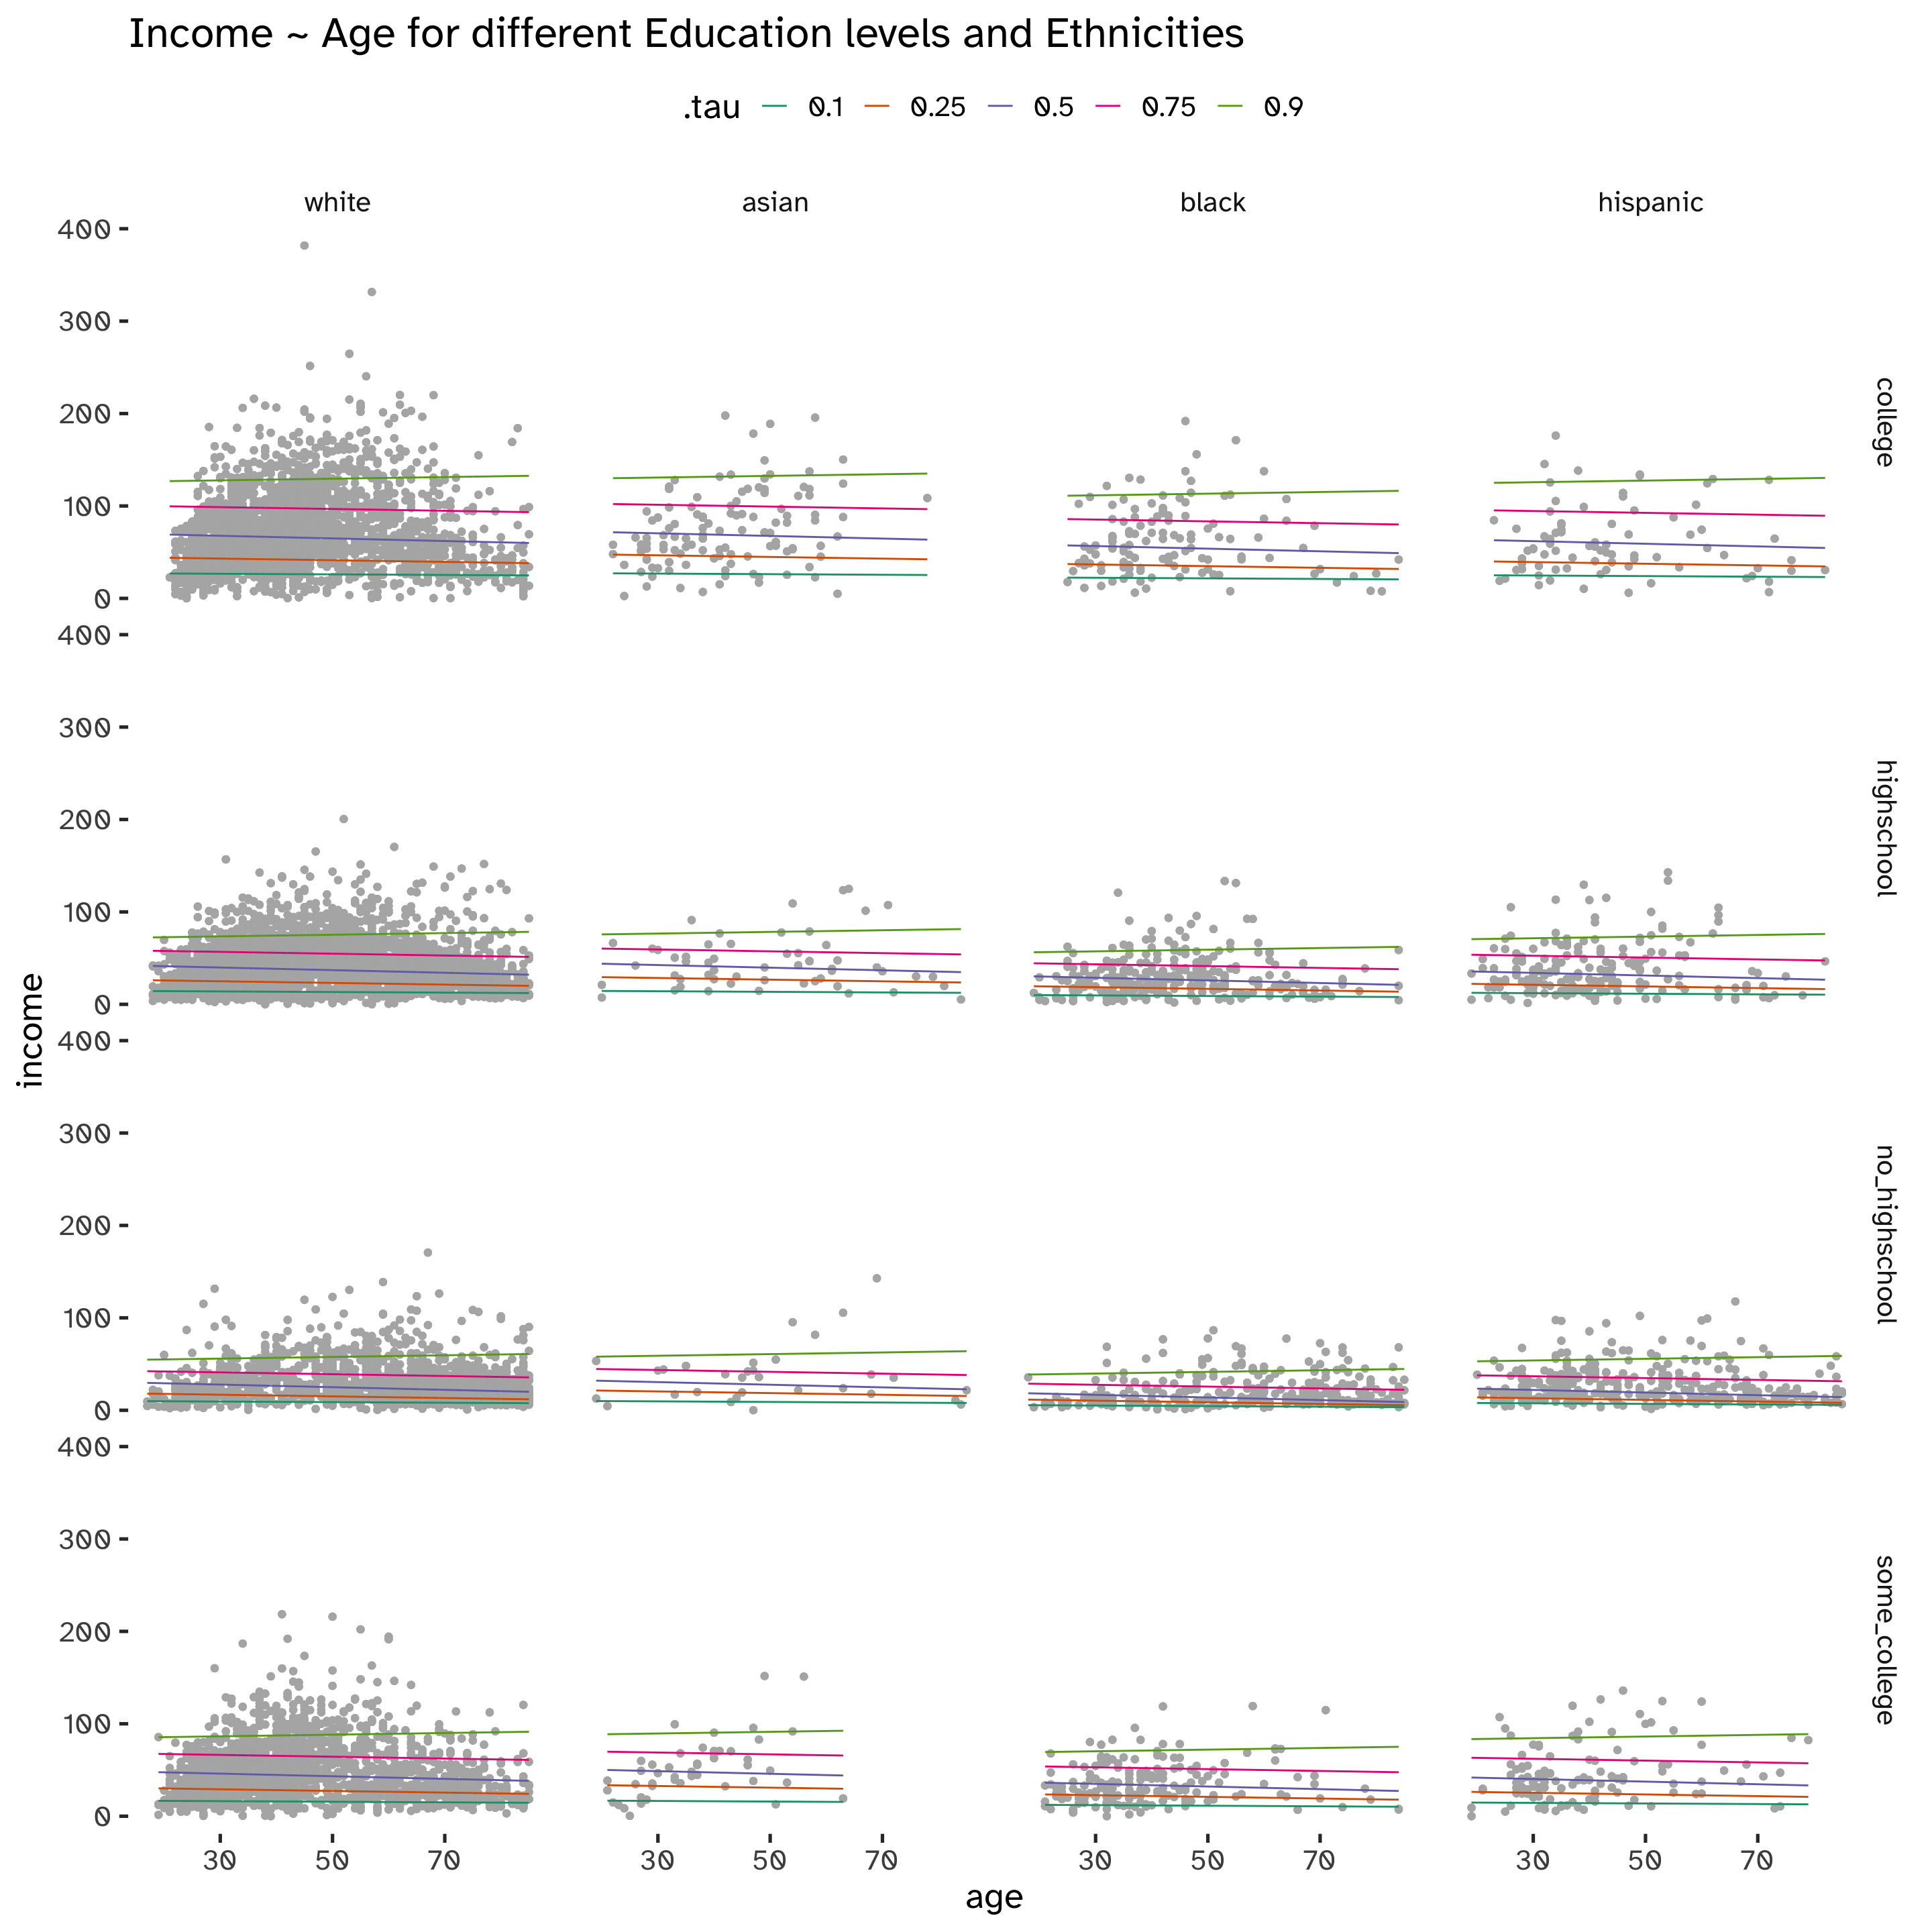 Income ~ Age for different Education levels and Ethnicities
.tau 0.1 0.25 0.5 0.75 0.9
white asian black hispanic
400
300
200
100
0
college
400
300
200
100
0
highschool
income
400
300
200
100
0
no_highschool
400
300
200
100
0
some_college
30 50 70 30 50 70 30 50 70 30 50 70
age